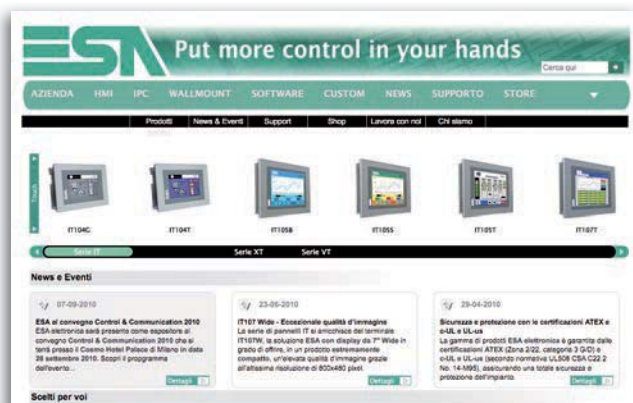 ESA
Put more control in your hands
Cerca qui
AZIENDA HMI IPC WALLMOUNT SOFTWARE CUSTOM NEWS SUPPORTO STORE
Prodotti News & Eventi Support Shop Lavora con noi Chi siamo
Touch
IT104G IT104T IT105B IT105S IT105T IT107T
Serie IT Serie XT Serie VT
News e Eventi
07-09-2010 23-06-2010 29-04-2010
ESA al convegno Control & Communication 2010
ESA elettronica sarà presente come espositore al
convegno Control & Communication 2010 che si
terrà presso il Cosmo Hotel Palace di Milano in data
28 settembre 2010. Scopri il programma
dell'evento...
Dettagli
IT107 Wide - Eccezionale qualità d'immagine
La serie di pannelli IT si arricchisce del terminale
IT107W, la soluzione ESA con display da 7" Wide in
grado di offrire, in un prodotto estremamente
compatto, un'elevata qualità d'immagine grazie
all'altissima risoluzione di 800x480 pixel.
Dettagli
Sicurezza e protezione con le certificazioni ATEX e
c-UL e UL-us
La gamma di prodotti ESA elettronica è garantita dalle
certificazioni ATEX (Zona 2/22, categoria 3 G/D) e
c-UL e UL-us (secondo normativa UL508 CSA C22.2
No. 14-M95), assicurando una totale sicurezza e
protezione dell'impianto.
Dettagli
Scelti per voi